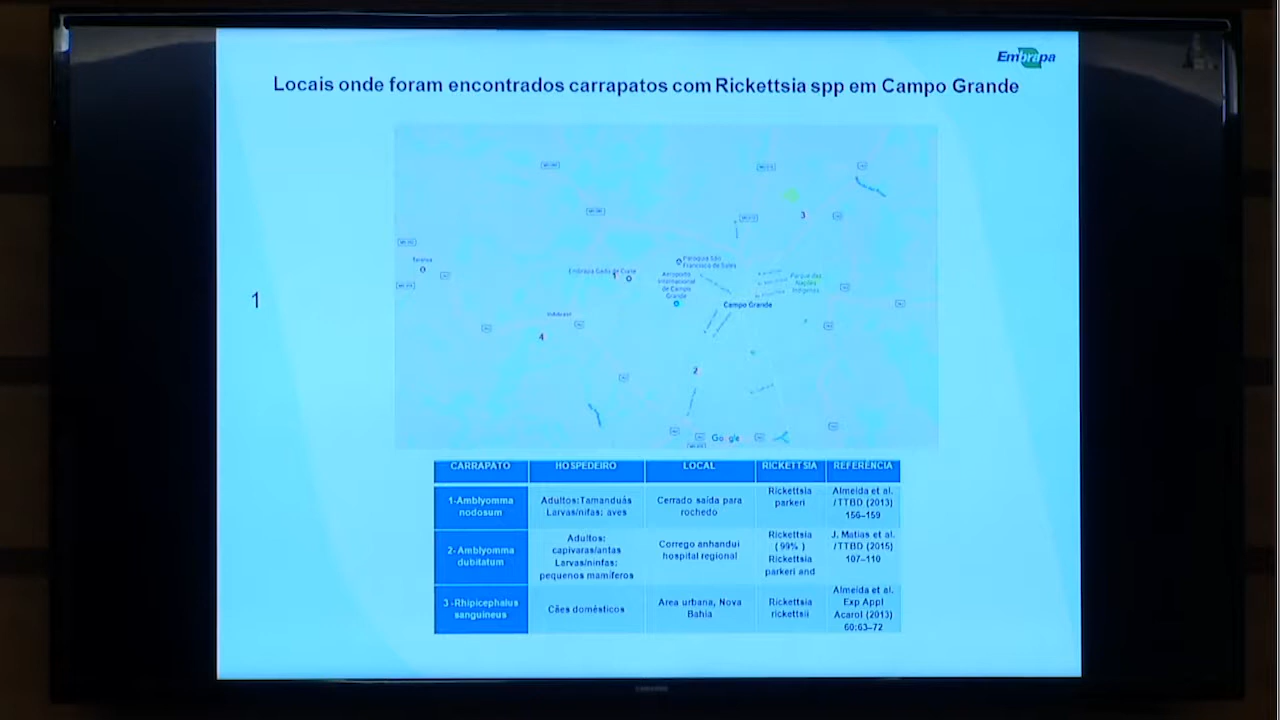 Embrapa
Locais onde foram encontrados carrapatos com Rickettsia spp em Campo Grande
1
3
Terenos
Paróquia São
Francisco de Sales
Embrapa Gado de Corte
1
Aeroporto
Internacional
de Campo
Grande
Parque das
Nações
Indígenas
Campo Grande
Indubrasil
4
2
Google
CARRAPATO HOSPEDEIRO LOCAL RICKETTSIA REFERÊNCIA
1-Amblyomma
nodosum
Adultos:Tamanduás
Larvas/nifas: aves
Cerrado saída para
rochedo
Rickettsia
parkeri
Almeida et al.
/TTBD (2013)
156–159
2- Amblyomma
dubitatum
Adultos:
capivaras/antas
Larvas/ninfas:
pequenos mamíferos
Corrego anhandui
hospital regional
Rickettsia
( 99% )
Rickettsia
parkeri and
J. Matias et al.
/TTBD (2015)
107–110
3 -Rhipicephalus
sanguineus
Cães domésticos
Area urbana, Nova
Bahia
Rickettsia
rickettsii
Almeida et al.
Exp Appl
Acarol (2013)
60:63–72